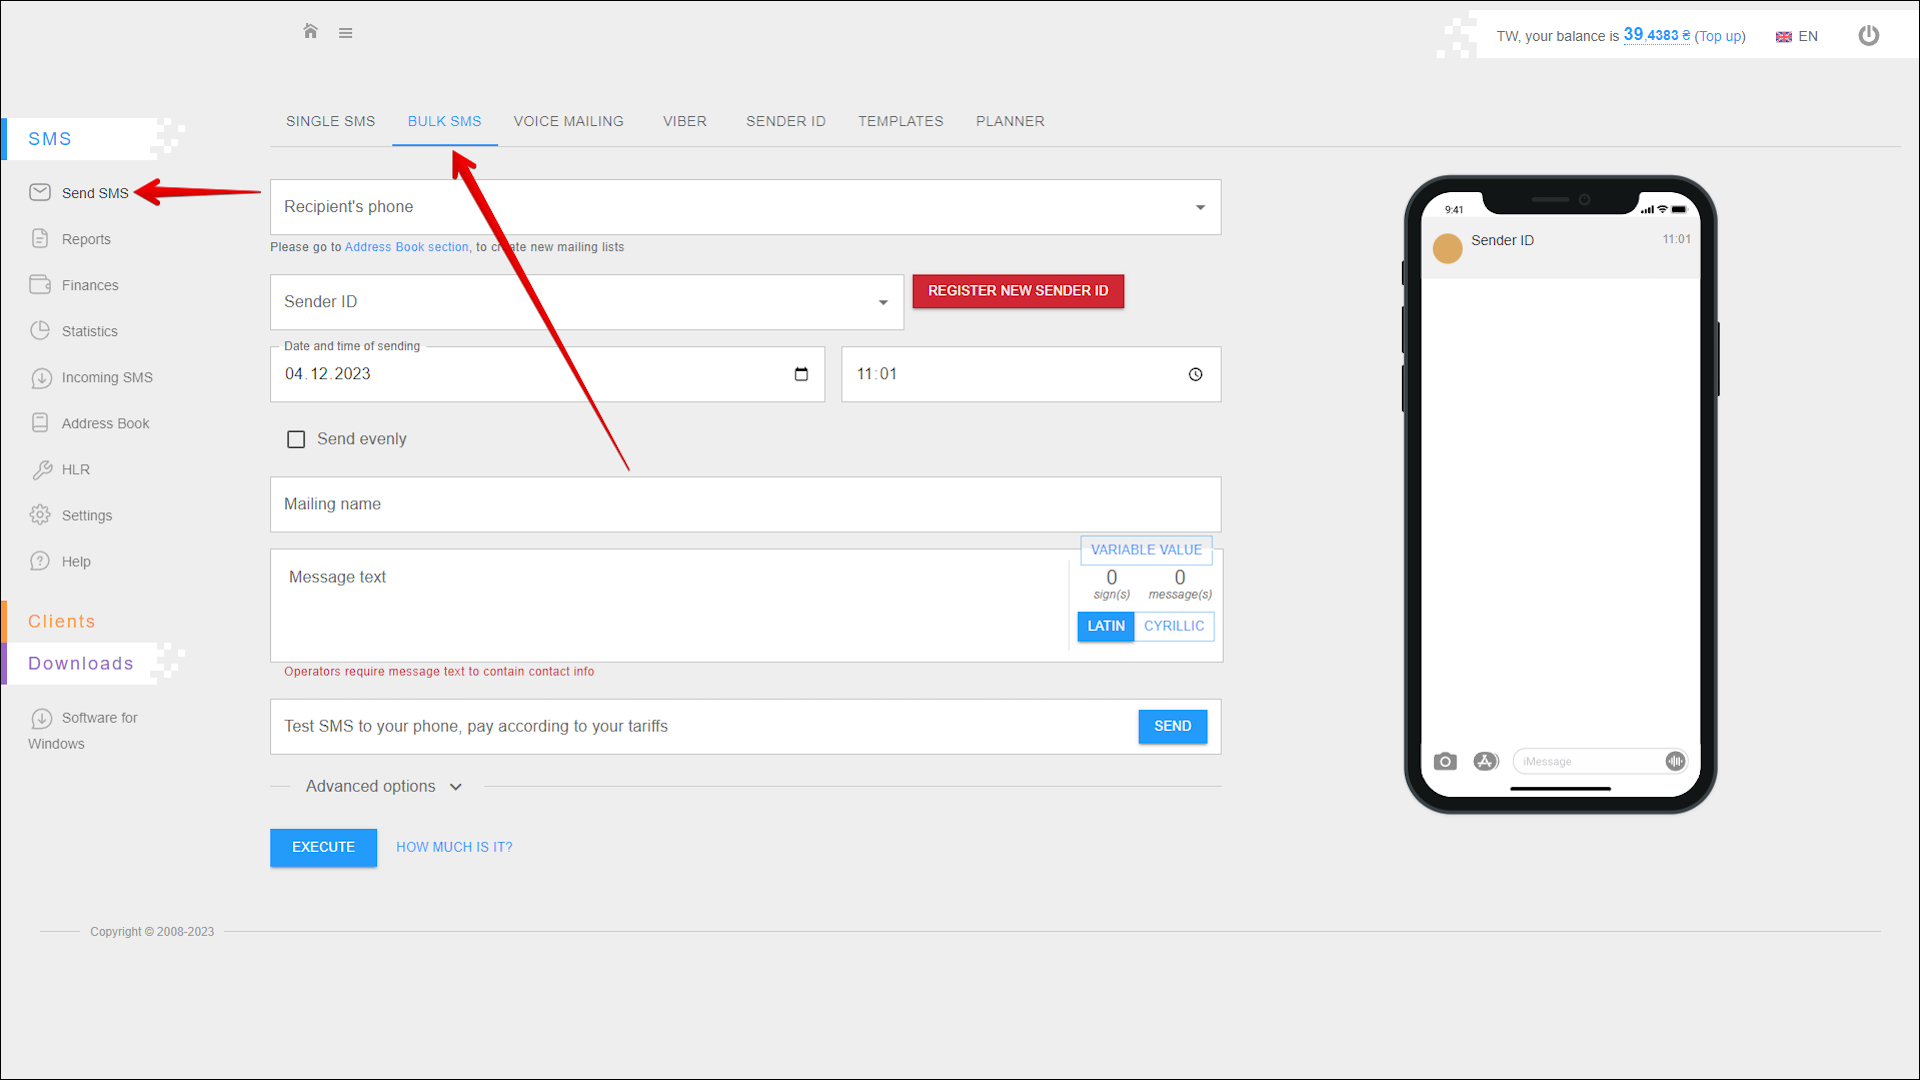 TW, your balance is 39,4383 ₴ (Top up)
EN
SINGLE SMS
BULK SMS
VOICE MAILING
VIBER
SENDER ID
TEMPLATES
PLANNER
SMS
Send SMS
Reports
Finances
Statistics
Incoming SMS
Address Book
HLR
Settings
Help
Clients
Downloads
Software for
Windows
Recipient's phone
Please go to Address Book section, to create new mailing lists
Sender ID
REGISTER NEW SENDER ID
Date and time of sending
04.12.2023
11:01
Send evenly
Mailing name
VARIABLE VALUE
Message text
0 0
sign(s) message(s)
LATIN CYRILLIC
Operators require message text to contain contact info
Test SMS to your phone, pay according to your tariffs
SEND
Advanced options
EXECUTE
HOW MUCH IS IT?
9:41
Sender ID
11:01
iMessage
Copyright © 2008-2023